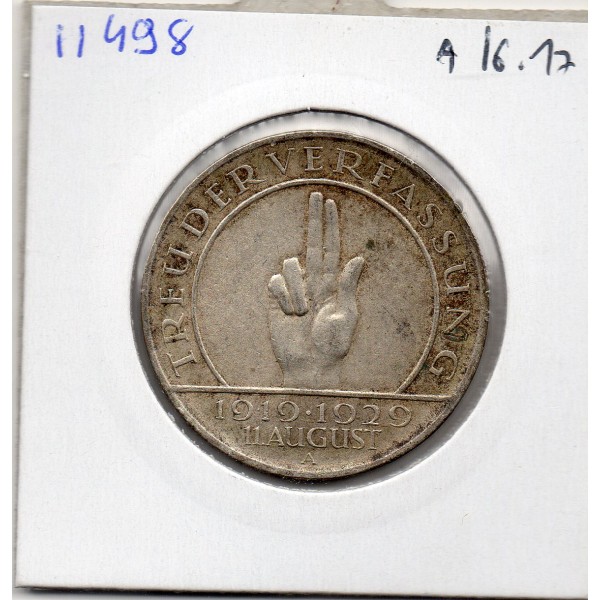 11498
A 16.17
TREU DER VERFASSUNG
1919·1929
11 AUGUST
A